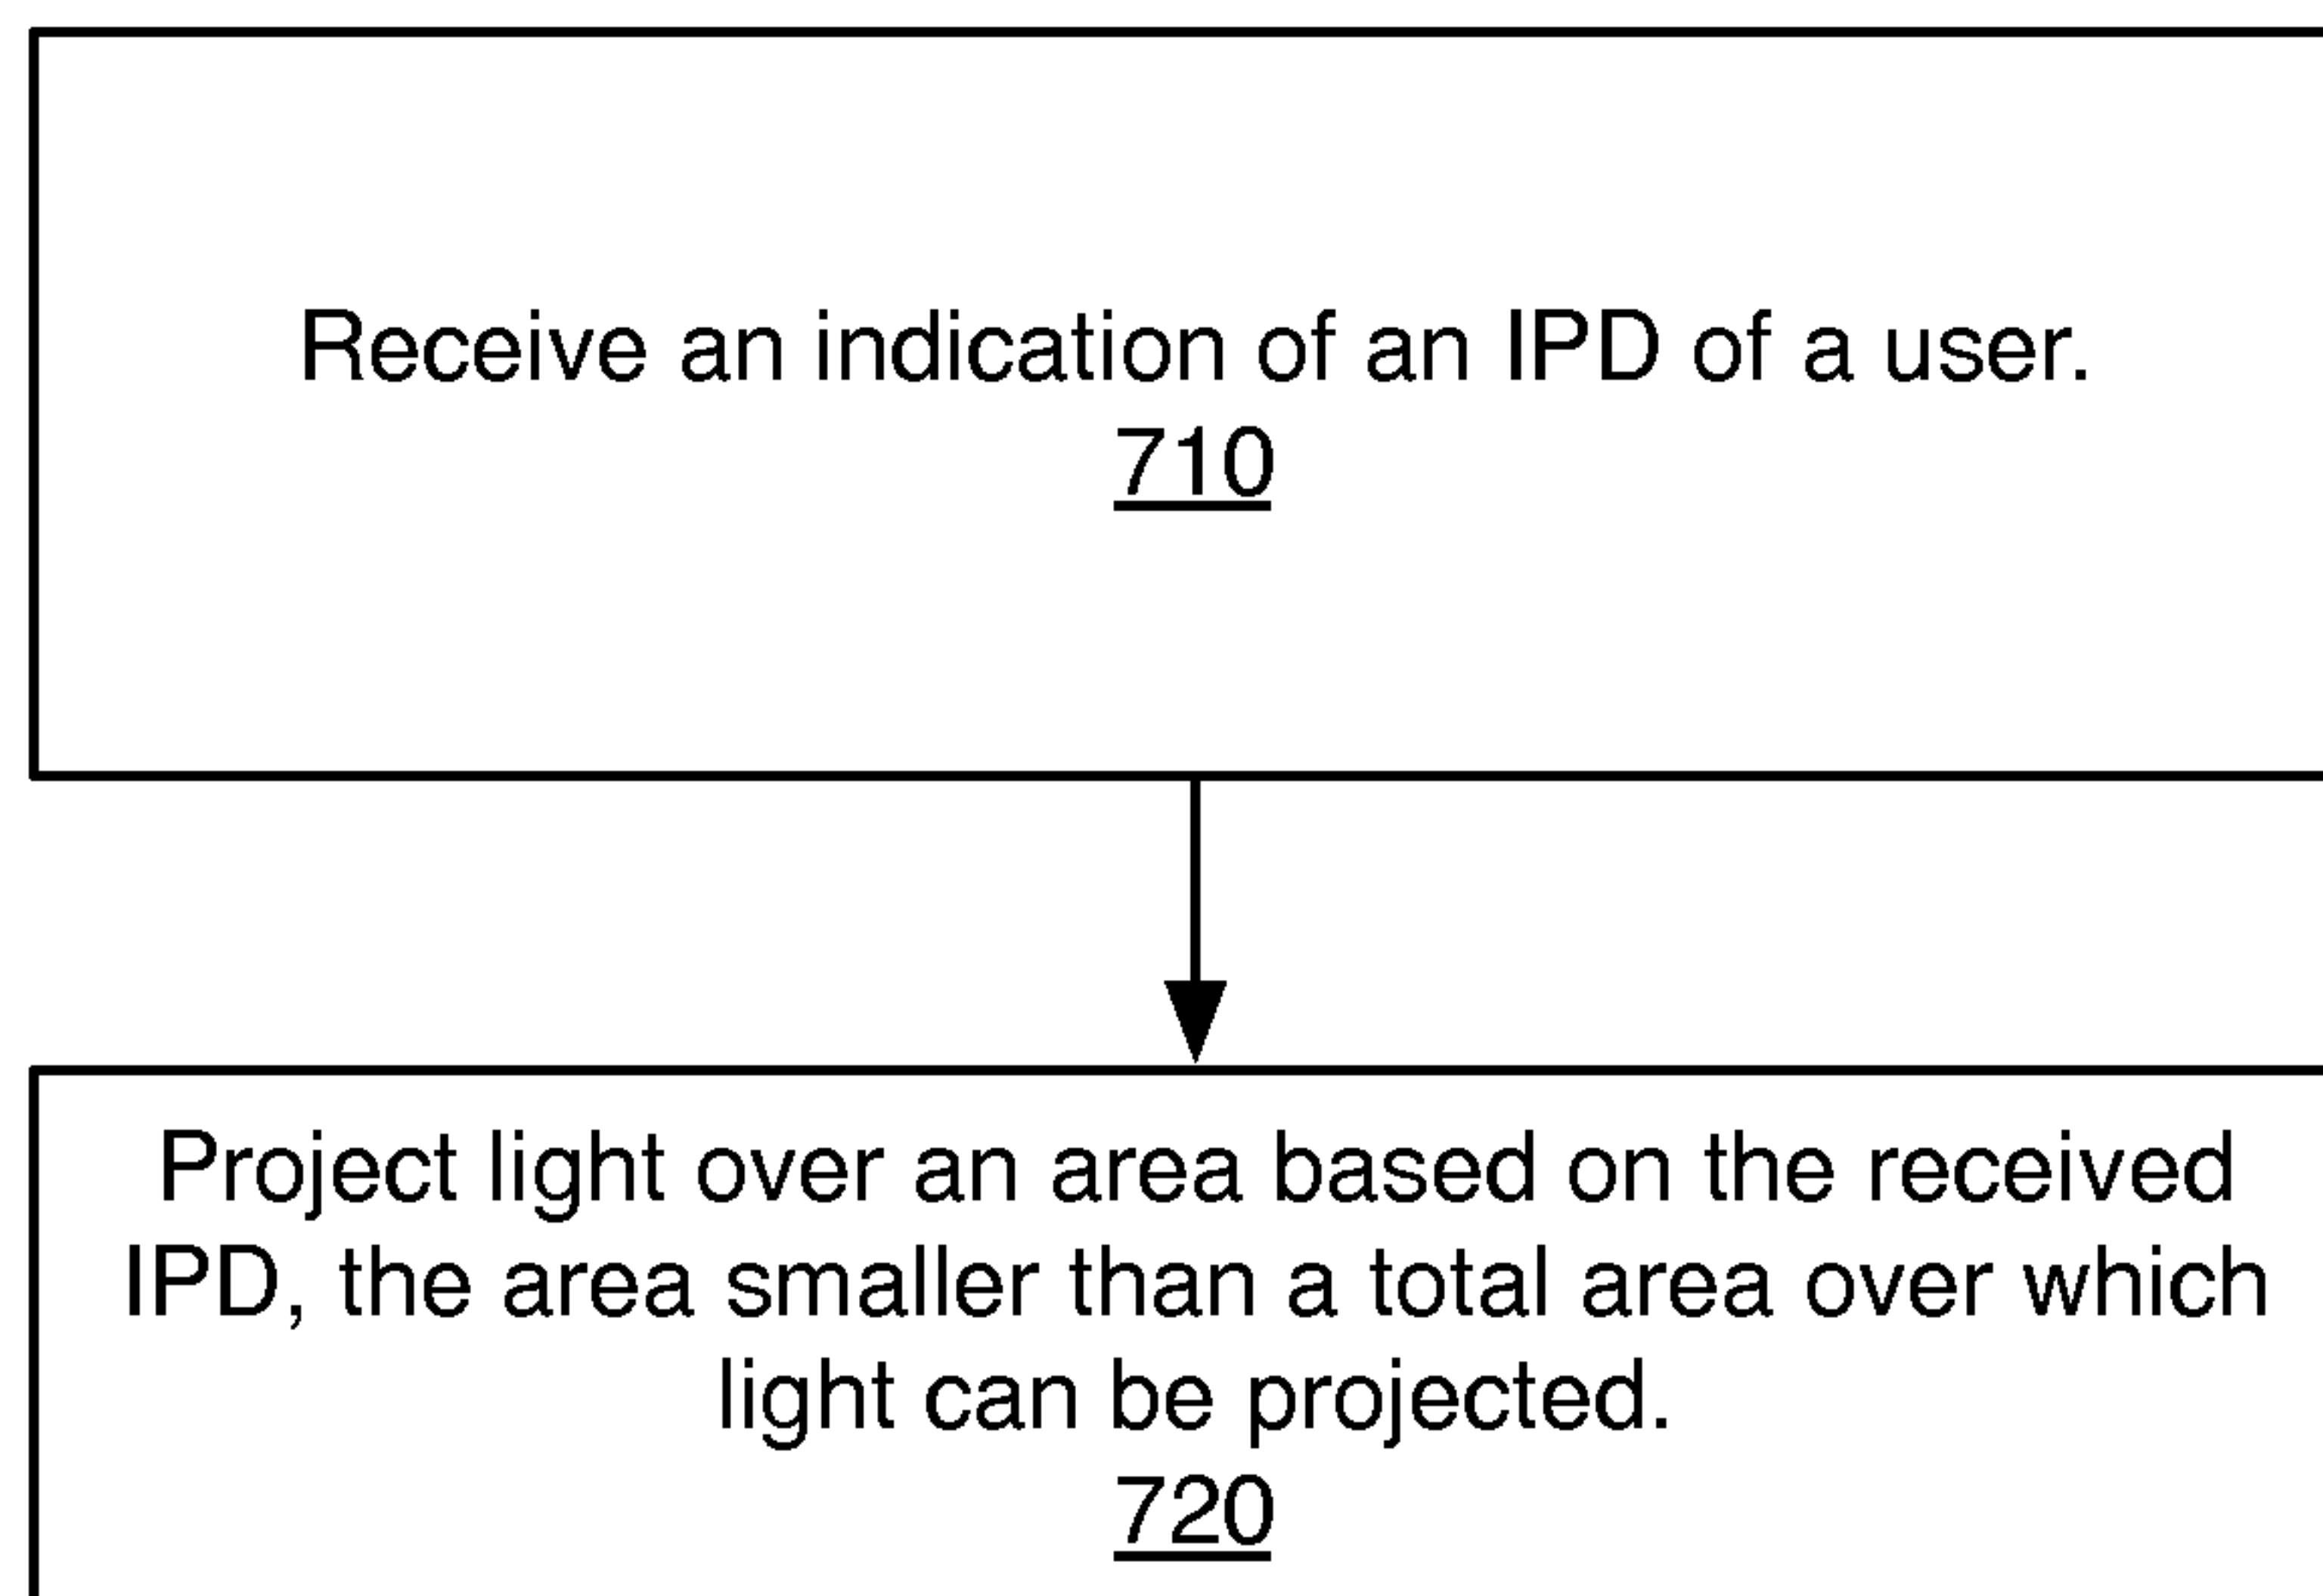 Receive an indication of an IPD of a user.
710
Project light over an area based on the received
IPD, the area smaller than a total area over which
light can be projected.
720